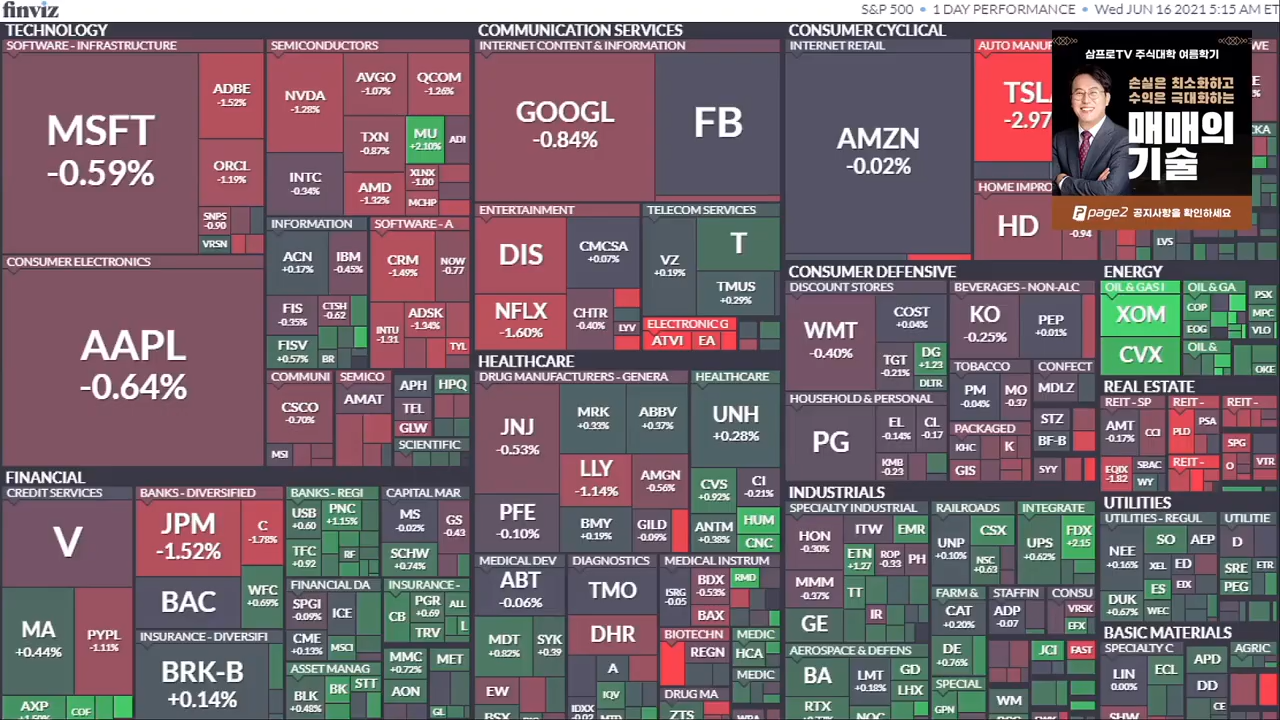 finviz
S&P 500 • 1 DAY PERFORMANCE • Wed JUN 16 2021 5:15 AM ET
TECHNOLOGY
SOFTWARE - INFRASTRUCTURE
MSFT
-0.59%
ADBE
-1.52%
ORCL
-1.19%
SNPS
-0.90
VRSN
SEMICONDUCTORS
NVDA
-1.28%
AVGO
-1.07%
QCOM
-1.26%
TXN
-0.87%
MU
+2.10%
ADI
INTC
-0.34%
AMD
-1.32%
XLNX
-1.00
MCHP
CONSUMER ELECTRONICS
AAPL
-0.64%
INFORMATION
ACN
+0.17%
IBM
-0.45%
FIS
-0.35%
CTSH
-0.62
FISV
+0.57%
BR
SOFTWARE - A
CRM
-1.49%
NOW
-0.77
INTU
-1.31
ADSK
-1.34%
TYL
COMMUNI
CSCO
-0.70%
MSI
SEMICO
AMAT
APH
HPQ
TEL
GLW
SCIENTIFIC
COMMUNICATION SERVICES
INTERNET CONTENT & INFORMATION
GOOGL
-0.84%
FB
ENTERTAINMENT
DIS
CMCSA
+0.07%
NFLX
-1.60%
CHTR
-0.40%
LYV
TELECOM SERVICES
VZ
+0.19%
T
TMUS
+0.29%
ELECTRONIC G
ATVI
EA
CONSUMER CYCLICAL
INTERNET RETAIL
AMZN
-0.02%
AUTO MANUF
TSL
-2.97
HOME IMPRO
HD
-0.94
LVS
삼프로TV 주식대학 여름학기
손실은 최소화하고
수익은 극대화하는
매매의
기술
page2 공지사항을 확인하세요
HEALTHCARE
DRUG MANUFACTURERS - GENERA
JNJ
-0.53%
MRK
+0.33%
ABBV
+0.37%
LLY
-1.14%
AMGN
-0.56%
PFE
-0.10%
BMY
+0.19%
GILD
-0.09%
HEALTHCARE
UNH
+0.28%
CVS
+0.92%
CI
-0.21%
ANTM
+0.38%
HUM
CNC
MEDICAL DEV
ABT
-0.06%
MDT
+0.82%
SYK
+0.39
EW
BSX
DIAGNOSTICS
TMO
DHR
A
IQV
IDXX
-0.02
MTD
MEDICAL INSTRUM
ISRG
-0.05
BDX
-0.53%
RMD
BAX
BIOTECHN
REGN
MEDIC
HCA
MEDIC
DRUG MA
ZTS
WBA
FINANCIAL
CREDIT SERVICES
V
MA
+0.44%
PYPL
-1.11%
AXP
+1.50%
COF
BANKS - DIVERSIFIED
JPM
-1.52%
C
-1.78%
BAC
WFC
+0.69%
INSURANCE - DIVERSIFI
BRK-B
+0.14%
BANKS - REGI
USB
+0.60
PNC
+1.15%
TFC
+0.92
RF
FINANCIAL DA
SPGI
-0.09%
ICE
CME
+0.13%
MSCI
ASSET MANAG
BLK
+0.48%
BK
STT
CAPITAL MAR
MS
-0.02%
GS
-0.43
SCHW
+0.74%
INSURANCE -
CB
PGR
+0.69
ALL
TRV
L
MMC
+0.72%
MET
AON
GL
CONSUMER DEFENSIVE
DISCOUNT STORES
WMT
-0.40%
COST
+0.04%
TGT
-0.21%
DG
+1.23
DLTR
HOUSEHOLD & PERSONAL
PG
EL
-0.14%
CL
-0.17
KMB
-0.23
BEVERAGES - NON-ALC
KO
-0.25%
PEP
+0.01%
TOBACCO
PM
-0.04%
MO
-0.37
CONFECT
MDLZ
PACKAGED
KHC
K
GIS
STZ
BF-B
SYY
ENERGY
OIL & GAS I
XOM
CVX
OIL & GA
COP
EOG
PSX
MPC
VLO
OIL &
OKE
REAL ESTATE
REIT - SP
AMT
-0.17%
CCI
EQIX
-1.82
SBAC
WY
REIT -
PLD
PSA
REIT -
REIT -
SPG
O
VTR
INDUSTRIALS
SPECIALTY INDUSTRIAL
HON
-0.30%
ITW
EMR
ETN
+1.27
ROP
-0.33
PH
MMM
-0.37%
TT
GE
IR
RAILROADS
UNP
+0.10%
CSX
NSC
+0.63
INTEGRATE
UPS
+0.62%
FDX
+2.15
AEROSPACE & DEFENS
BA
LMT
+0.18%
GD
LHX
RTX
NOC
FARM &
CAT
+0.20%
DE
+0.76%
SPECIAL
GPN
STAFFIN
ADP
-0.07
CONSU
VRSK
EFX
JCI
FAST
WM
UTILITIES
UTILITIES - REGUL
NEE
+0.16%
SO
AEP
XEL
ED
DUK
+0.67%
ES
EIX
WEC
UTILITIE
D
SRE
ETR
PEG
BASIC MATERIALS
SPECIALTY C
LIN
0.00%
ECL
APD
DD
SHW
CE
AGRIC